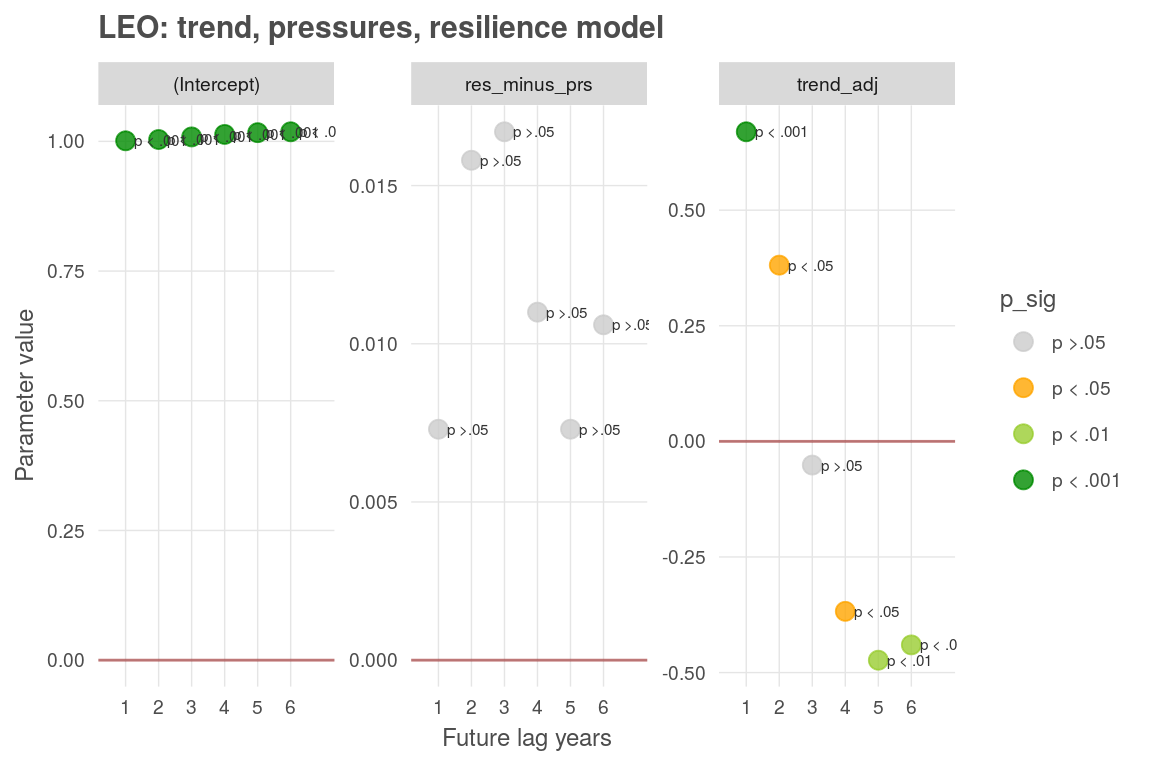 LEO: trend, pressures, resilience model
(Intercept) res_minus_prs trend_adj
Parameter value
1.00
0.75
0.50
0.25
0.00
p < .001
1 2 3 4 5 6
0.015
0.010
0.005
0.000
p >.05
p >.05
p >.05
p >.05
p >.05
p >.05
1 2 3 4 5 6
0.50
0.25
0.00
-0.25
-0.50
p < .001
p < .05
p >.05
p < .05
p < .01
p < .0
1 2 3 4 5 6
Future lag years
p_sig
p >.05
p < .05
p < .01
p < .001